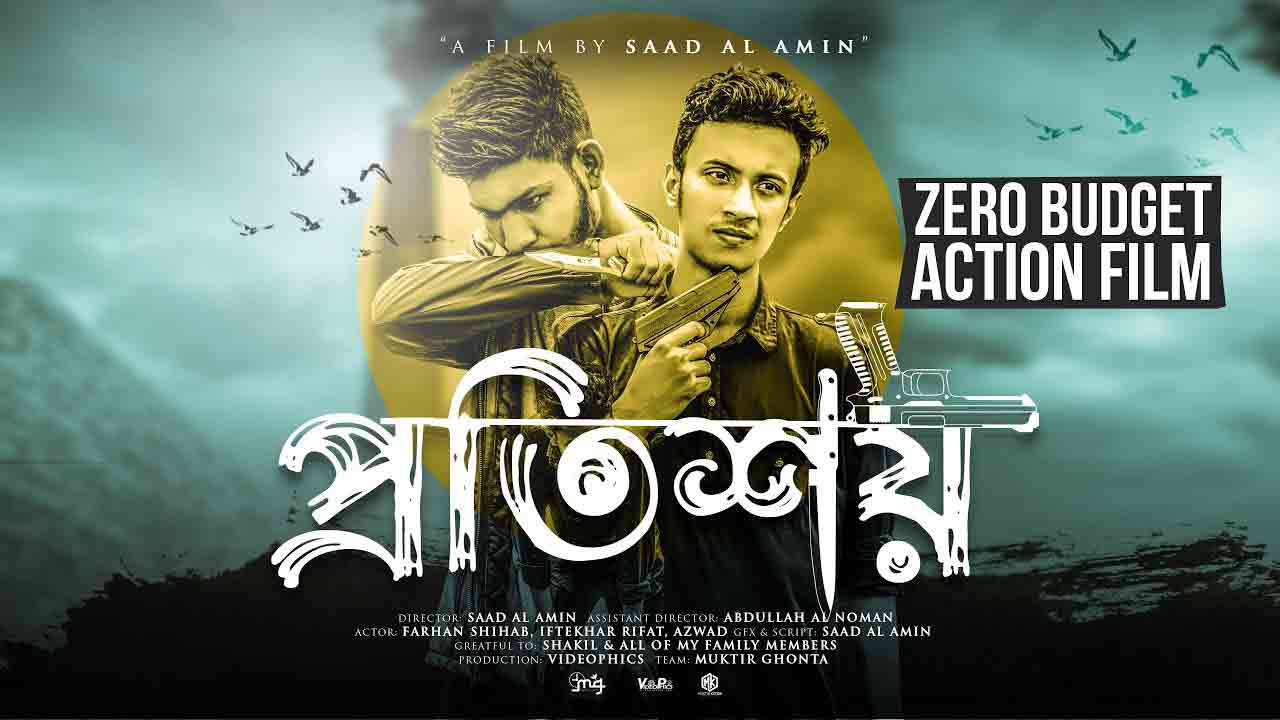 “A FILM BY SAAD AL AMIN”
ZERO BUDGET
ACTION FILM
প্রতিশয়
DIRECTOR: SAAD AL AMIN ASSISTANT DIRECTOR: ABDULLAH AL NOMAN
ACTOR: FARHAN SHIHAB, IFTEKHAR RIFAT, AZWAD GFX & SCRIPT: SAAD AL AMIN
GREATFUL TO: SHAKIL & ALL OF MY FAMILY MEMBERS
PRODUCTION: VIDEOPHICS TEAM: MUKTIR GHONTA